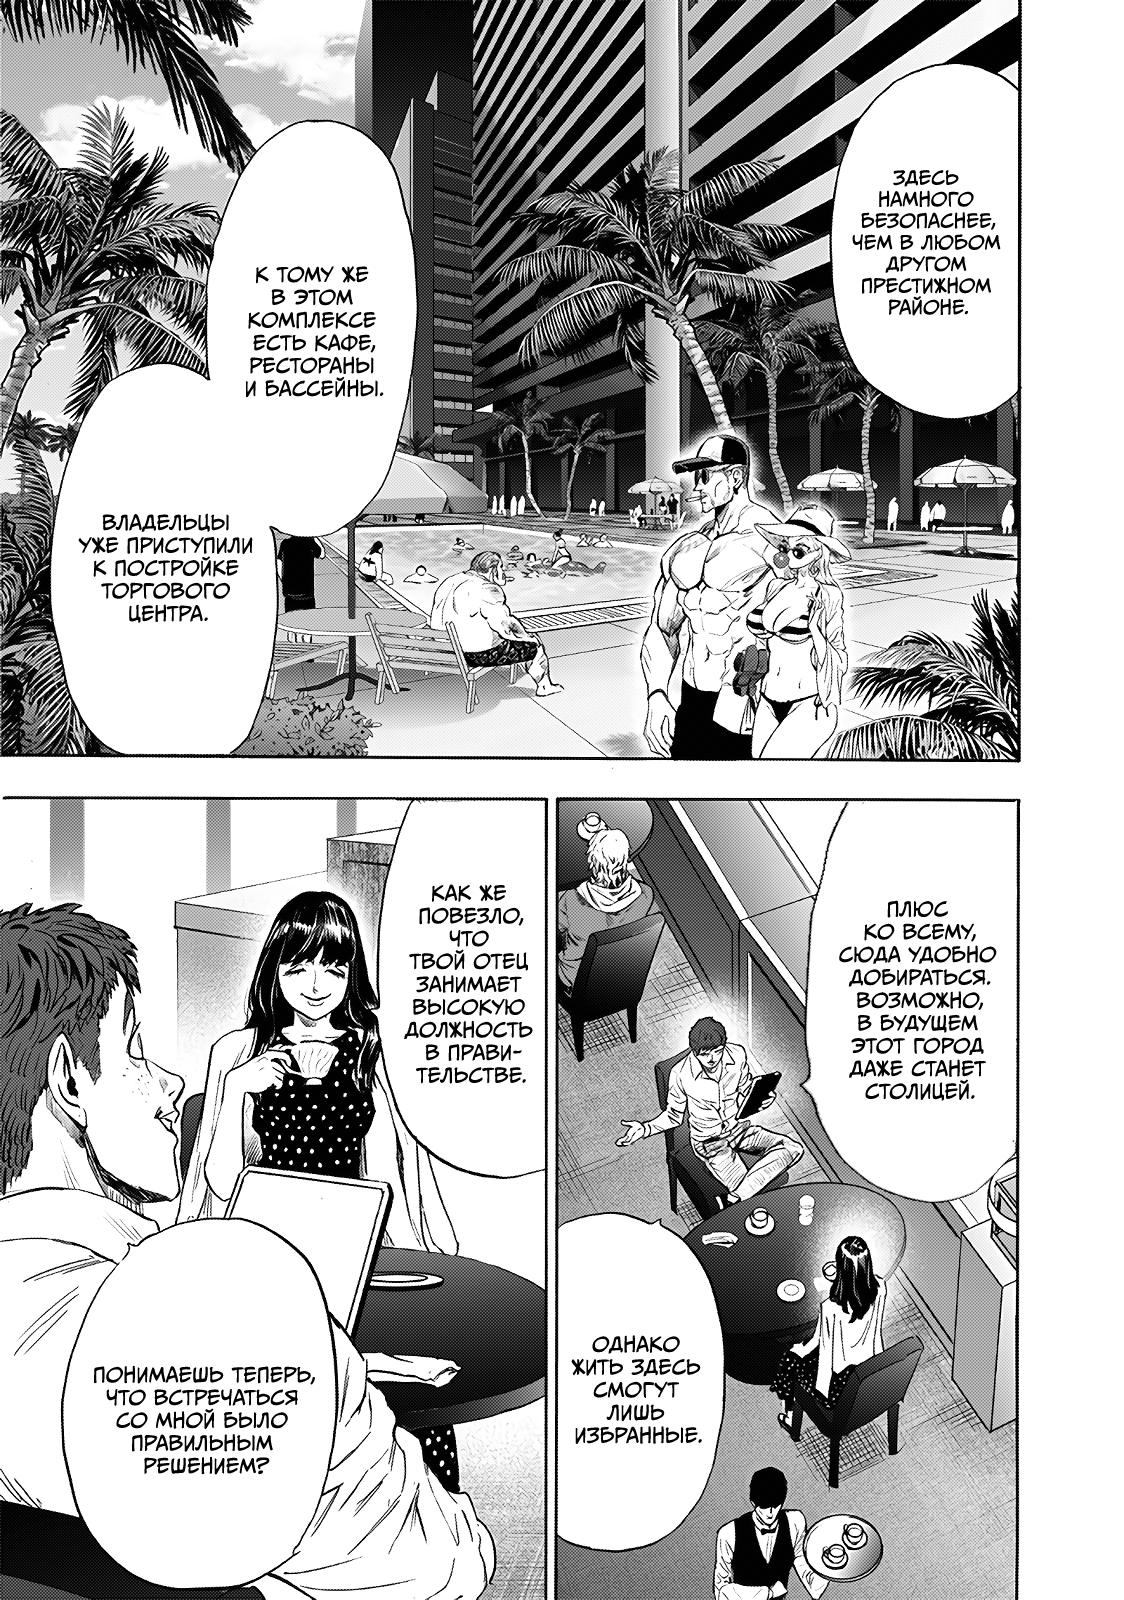 ЗДЕСЬ
НАМНОГО
БЕЗОПАСНЕЕ,
ЧЕМ В ЛЮБОМ
ДРУГОМ
ПРЕСТИЖНОМ
РАЙОНЕ.
К ТОМУ ЖЕ
В ЭТОМ
КОМПЛЕКСЕ
ЕСТЬ КАФЕ,
РЕСТОРАНЫ
И БАССЕЙНЫ.
ВЛАДЕЛЬЦЫ
УЖЕ ПРИСТУПИЛИ
К ПОСТРОЙКЕ
ТОРГОВОГО
ЦЕНТРА.
ПЛЮС
КО ВСЕМУ,
СЮДА УДОБНО
ДОБИРАТЬСЯ.
ВОЗМОЖНО,
В БУДУЩЕМ
ЭТОТ ГОРОД
ДАЖЕ СТАНЕТ
СТОЛИЦЕЙ.
ОДНАКО
ЖИТЬ ЗДЕСЬ
СМОГУТ
ЛИШЬ
ИЗБРАННЫЕ.
КАК ЖЕ
ПОВЕЗЛО,
ЧТО
ТВОЙ ОТЕЦ
ЗАНИМАЕТ
ВЫСОКУЮ
ДОЛЖНОСТЬ
В ПРАВИ-
ТЕЛЬСТВЕ.
ПОНИМАЕШЬ ТЕПЕРЬ,
ЧТО ВСТРЕЧАТЬСЯ
СО МНОЙ БЫЛО
ПРАВИЛЬНЫМ
РЕШЕНИЕМ?